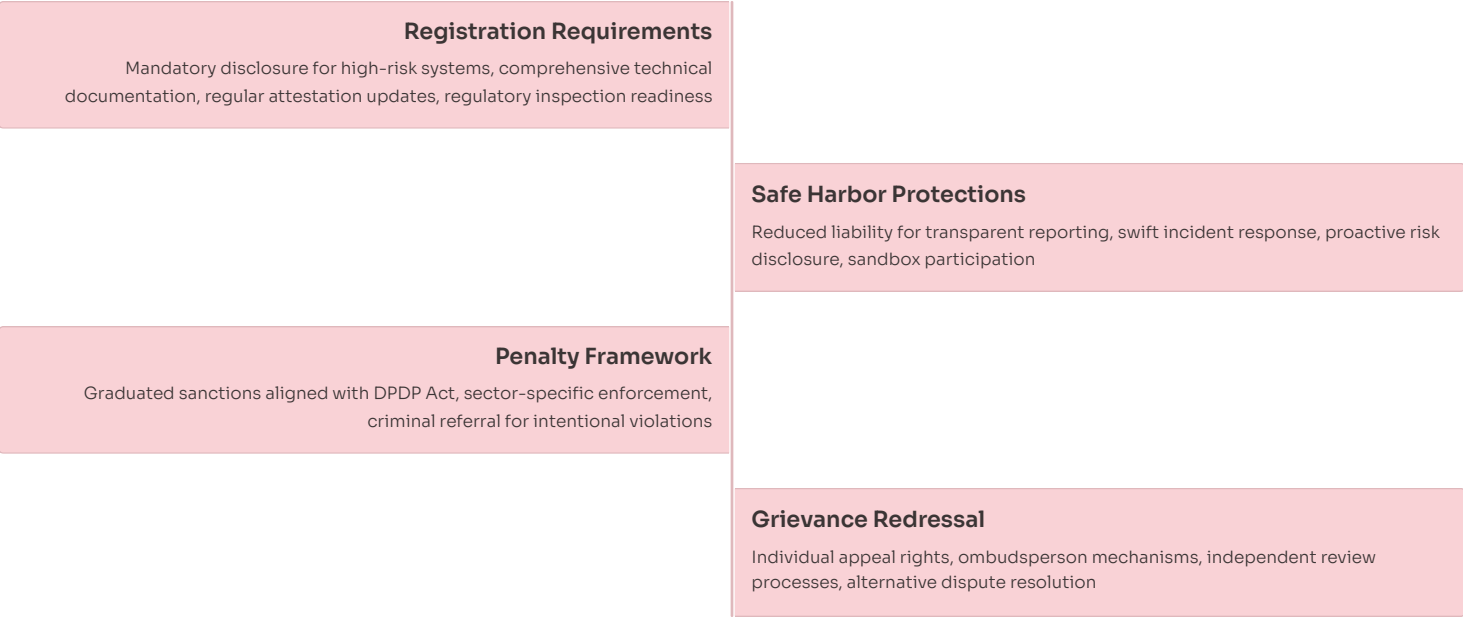 Registration Requirements
Mandatory disclosure for high-risk systems, comprehensive technical
documentation, regular attestation updates, regulatory inspection readiness
Safe Harbor Protections
Reduced liability for transparent reporting, swift incident response, proactive risk
disclosure, sandbox participation
Penalty Framework
Graduated sanctions aligned with DPDP Act, sector-specific enforcement,
criminal referral for intentional violations
Grievance Redressal
Individual appeal rights, ombudsperson mechanisms, independent review
processes, alternative dispute resolution